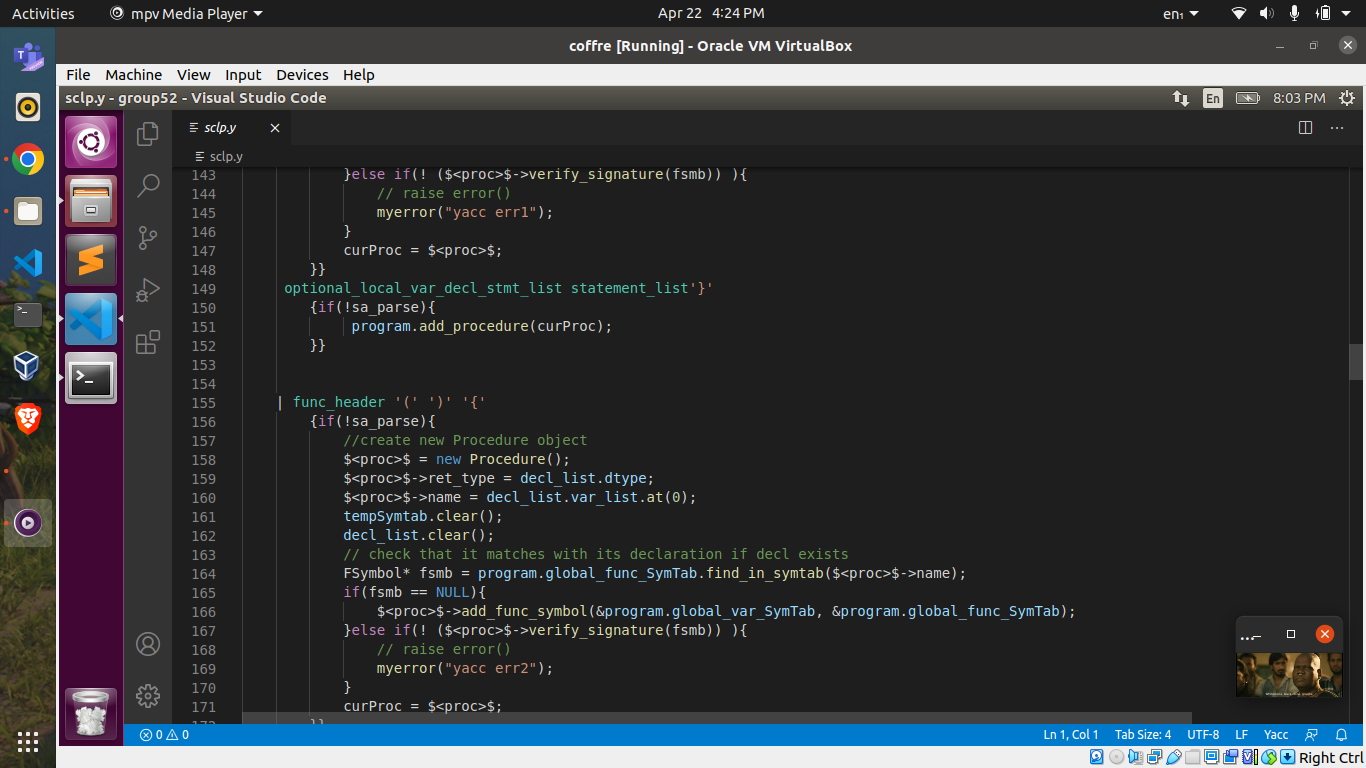 Activities
mpv Media Player
Apr 22 4:24 PM
en₁
coffre [Running] - Oracle VM VirtualBox
File Machine View Input Devices Help
sclp.y - group52 - Visual Studio Code
En
8:03 PM
sclp.y
sclp.y
143 }else if(! ($<proc>$->verify_signature(fsmb)) ){
144 // raise error()
145 myerror("yacc err1");
146 }
147 curProc = $<proc>$;
148 }}
149 optional_local_var_decl_stmt_list statement_list'}'
150 {if(!sa_parse){
151 program.add_procedure(curProc);
152 }}
153
154
155 | func_header '(' ')' '{'
156 {if(!sa_parse){
157 //create new Procedure object
158 $<proc>$ = new Procedure();
159 $<proc>$->ret_type = decl_list.dtype;
160 $<proc>$->name = decl_list.var_list.at(0);
161 tempSymtab.clear();
162 decl_list.clear();
163 // check that it matches with its declaration if decl exists
164 FSymbol* fsmb = program.global_func_SymTab.find_in_symtab($<proc>$->name);
165 if(fsmb == NULL){
166 $<proc>$->add_func_symbol(&program.global_var_SymTab, &program.global_func_SymTab);
167 }else if(! ($<proc>$->verify_signature(fsmb)) ){
168 // raise error()
169 myerror("yacc err2");
170 }
171 curProc = $<proc>$;
172 }}
0 0
Ln 1, Col 1 Tab Size: 4 UTF-8 LF Yacc
Right Ctrl